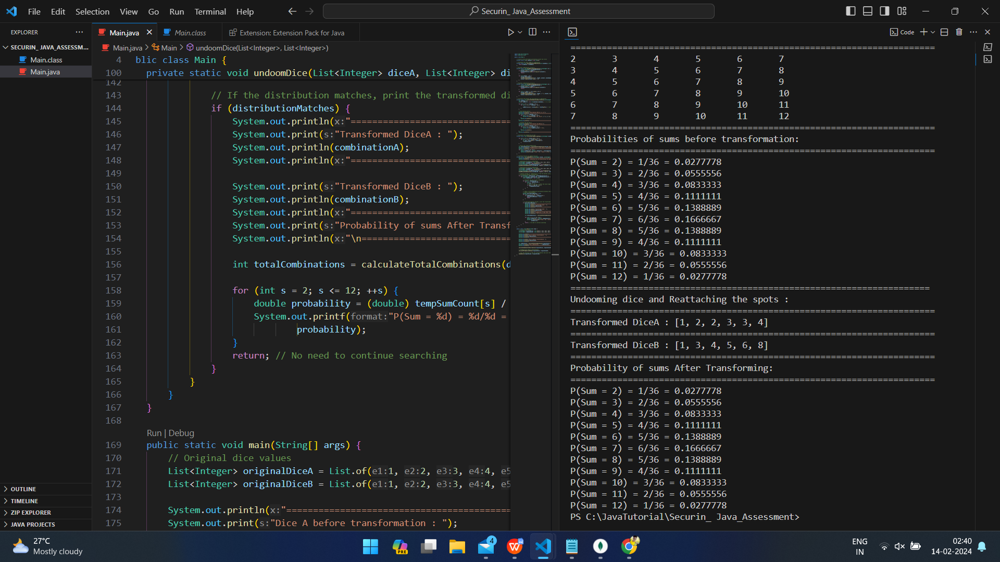 File Edit Selection View Go Run Terminal Help
Securin_ Java_Assessment
EXPLORER
SECURIN_ JAVA_ASSESSM...
Main.class
Main.java
OUTLINE
TIMELINE
ZIP EXPLORER
JAVA PROJECTS
Main.java Main.class Extension: Extension Pack for Java
Main.java > Main > undoomDice(List<Integer>, List<Integer>)
4 blic class Main {
100 private static void undoomDice(List<Integer> diceA, List<Integer> di
142
143 // If the distribution matches, print the transformed di
144 if (distributionMatches) {
145 System.out.println(x:"==============================
146 System.out.print(s:"Transformed DiceA : ");
147 System.out.println(combinationA);
148 System.out.println(x:"==============================
149
150 System.out.print(s:"Transformed DiceB : ");
151 System.out.println(combinationB);
152 System.out.println(x:"==============================
153 System.out.print(s:"Probability of sums After Transf
154 System.out.println(x:"\n============================
155
156 int totalCombinations = calculateTotalCombinations(d
157
158 for (int s = 2; s <= 12; ++s) {
159 double probability = (double) tempSumCount[s] /
160 System.out.printf(format:"P(Sum = %d) = %d/%d =
161 probability);
162 }
163 return; // No need to continue searching
164 }
165 }
166 }
167 }
168
Run | Debug
169 public static void main(String[] args) {
170 // Original dice values
171 List<Integer> originalDiceA = List.of(e1:1, e2:2, e3:3, e4:4, e5
172 List<Integer> originalDiceB = List.of(e1:1, e2:2, e3:3, e4:4, e5
173
174 System.out.println(x:"==========================================
175 System.out.print(s:"Dice A before transformation : ");
Code
======================================================================
2 3 4 5 6 7
3 4 5 6 7 8
4 5 6 7 8 9
5 6 7 8 9 10
6 7 8 9 10 11
7 8 9 10 11 12
======================================================================
Probabilities of sums before transformation:
======================================================================
P(Sum = 2) = 1/36 = 0.0277778
P(Sum = 3) = 2/36 = 0.0555556
P(Sum = 4) = 3/36 = 0.0833333
P(Sum = 5) = 4/36 = 0.1111111
P(Sum = 6) = 5/36 = 0.1388889
P(Sum = 7) = 6/36 = 0.1666667
P(Sum = 8) = 5/36 = 0.1388889
P(Sum = 9) = 4/36 = 0.1111111
P(Sum = 10) = 3/36 = 0.0833333
P(Sum = 11) = 2/36 = 0.0555556
P(Sum = 12) = 1/36 = 0.0277778
=====================================================================
Undooming dice and Reattaching the spots :
======================================================================
Transformed DiceA : [1, 2, 2, 3, 3, 4]
======================================================================
Transformed DiceB : [1, 3, 4, 5, 6, 8]
======================================================================
Probability of sums After Transforming:
======================================================================
P(Sum = 2) = 1/36 = 0.0277778
P(Sum = 3) = 2/36 = 0.0555556
P(Sum = 4) = 3/36 = 0.0833333
P(Sum = 5) = 4/36 = 0.1111111
P(Sum = 6) = 5/36 = 0.1388889
P(Sum = 7) = 6/36 = 0.1666667
P(Sum = 8) = 5/36 = 0.1388889
P(Sum = 9) = 4/36 = 0.1111111
P(Sum = 10) = 3/36 = 0.0833333
P(Sum = 11) = 2/36 = 0.0555556
P(Sum = 12) = 1/36 = 0.0277778
PS C:\JavaTutorial\Securin_ Java_Assessment>
27°C
Mostly cloudy
PRE
4
ENG
IN
02:40
14-02-2024